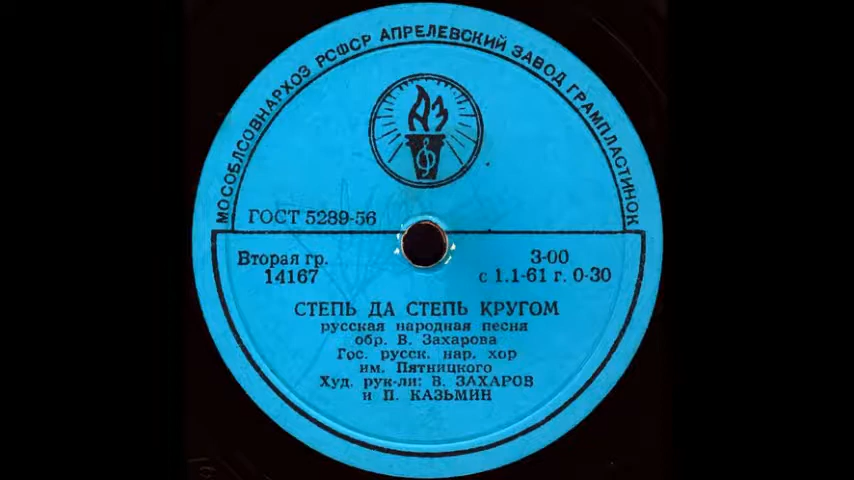 МОСОБЛСОВНАРХОЗ РСФСР АПРЕЛЕВСКИЙ ЗАВОД ГРАМПЛАСТИНОК
АЗ
ГОСТ 5289-56
Вторая гр. 3-00
14167 с 1.1-61 г. 0-30
СТЕПЬ ДА СТЕПЬ КРУГОМ
русская народная песня
обр. В. Захарова
Гос. русск. нар. хор
им. Пятницкого
Худ. рук-ли: В. ЗАХАРОВ
и П. КАЗЬМИН